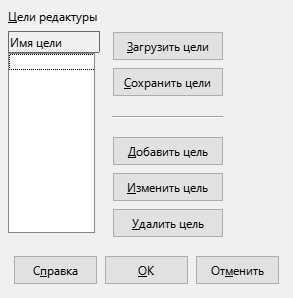 Цели редактуры
Имя цели
Загрузить цели
Сохранить цели
Добавить цель
Изменить цель
Удалить цель
Справка
OK
Отменить